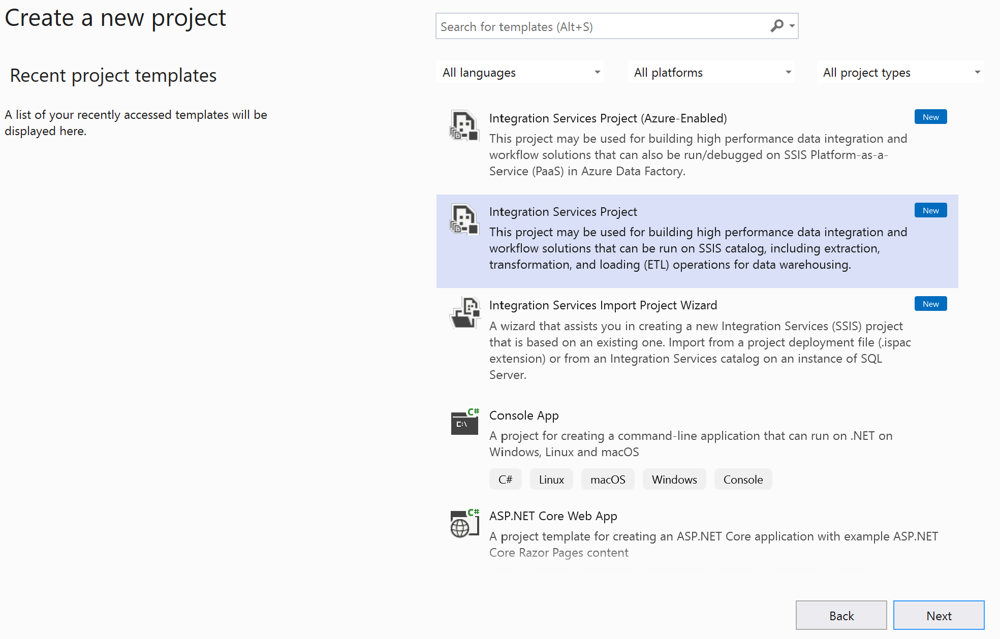 Create a new project
Search for templates (Alt+S)
Recent project templates
A list of your recently accessed templates will be
displayed here.
All languages
All platforms
All project types
Integration Services Project (Azure-Enabled)
New
This project may be used for building high performance data integration and
workflow solutions that can also be run/debugged on SSIS Platform-as-a-
Service (PaaS) in Azure Data Factory.
Integration Services Project
New
This project may be used for building high performance data integration and
workflow solutions that can be run on SSIS catalog, including extraction,
transformation, and loading (ETL) operations for data warehousing.
Integration Services Import Project Wizard
New
A wizard that assists you in creating a new Integration Services (SSIS) project
that is based on an existing one. Import from a project deployment file (.ispac
extension) or from an Integration Services catalog on an instance of SQL
Server.
C#
C:\
Console App
A project for creating a command-line application that can run on .NET on
Windows, Linux and macOS
C#
Linux
macOS
Windows
Console
C#
ASP.NET Core Web App
A project template for creating an ASP.NET Core application with example ASP.NET
Core Razor Pages content
Back
Next